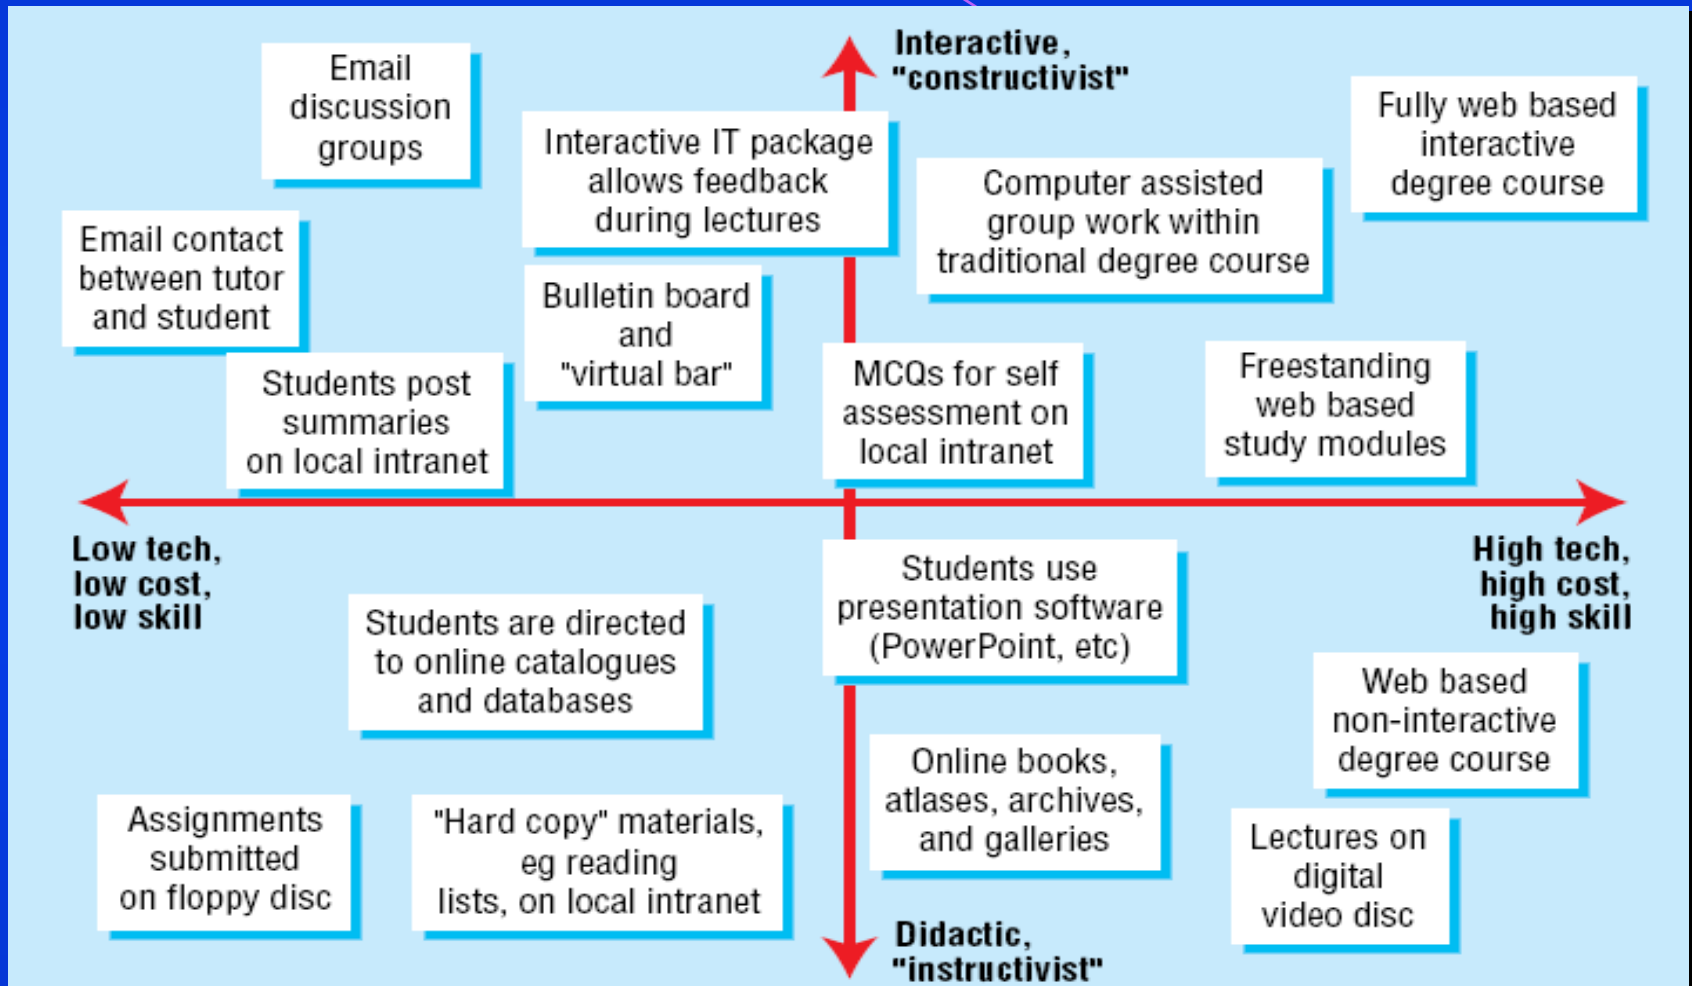 Interactive,
"constructivist"
Email
discussion
groups
Interactive IT package
allows feedback
during lectures
Fully web based
interactive
degree course
Computer assisted
group work within
traditional degree course
Email contact
between tutor
and student
Bulletin board
and
"virtual bar"
Students post
summaries
on local intranet
MCQs for self
assessment on
local intranet
Freestanding
web based
study modules
Low tech,
low cost,
low skill
High tech,
high cost,
high skill
Students use
presentation software
(PowerPoint, etc)
Students are directed
to online catalogues
and databases
Web based
non-interactive
degree course
Online books,
atlases, archives,
and galleries
Assignments
submitted
on floppy disc
"Hard copy" materials,
eg reading
lists, on local intranet
Lectures on
digital
video disc
Didactic,
"instructivist"